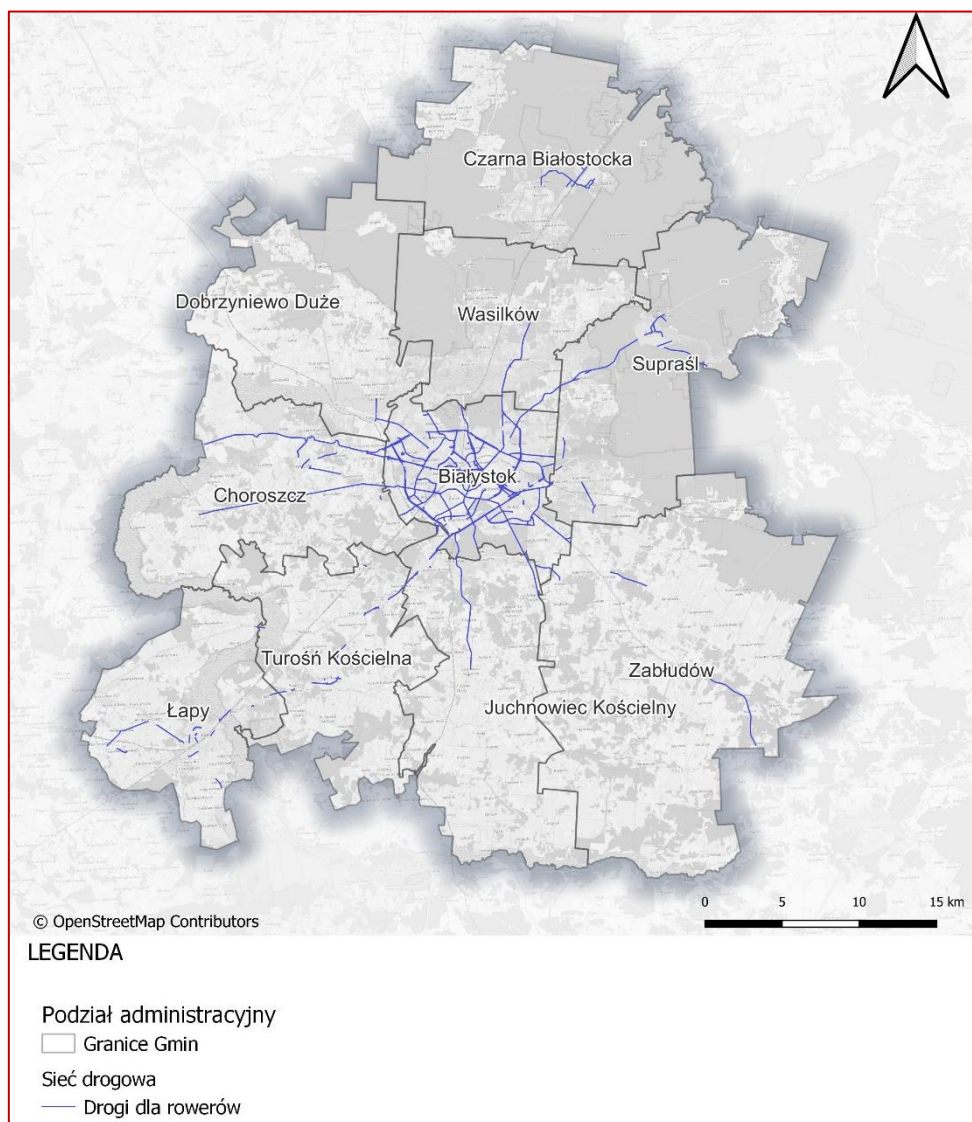 Czarna Białostocka
Dobrzyniewo Duże
Wasilków
Supraśl
Białystok
Choroszcz
Turośń Kościelna
Zabłudów
Łapy
Juchnowiec Kościelny
0 5 10 15 km
© OpenStreetMap Contributors
LEGENDA
Podział administracyjny
Granice Gmin
Sieć drogowa
Drogi dla rowerów